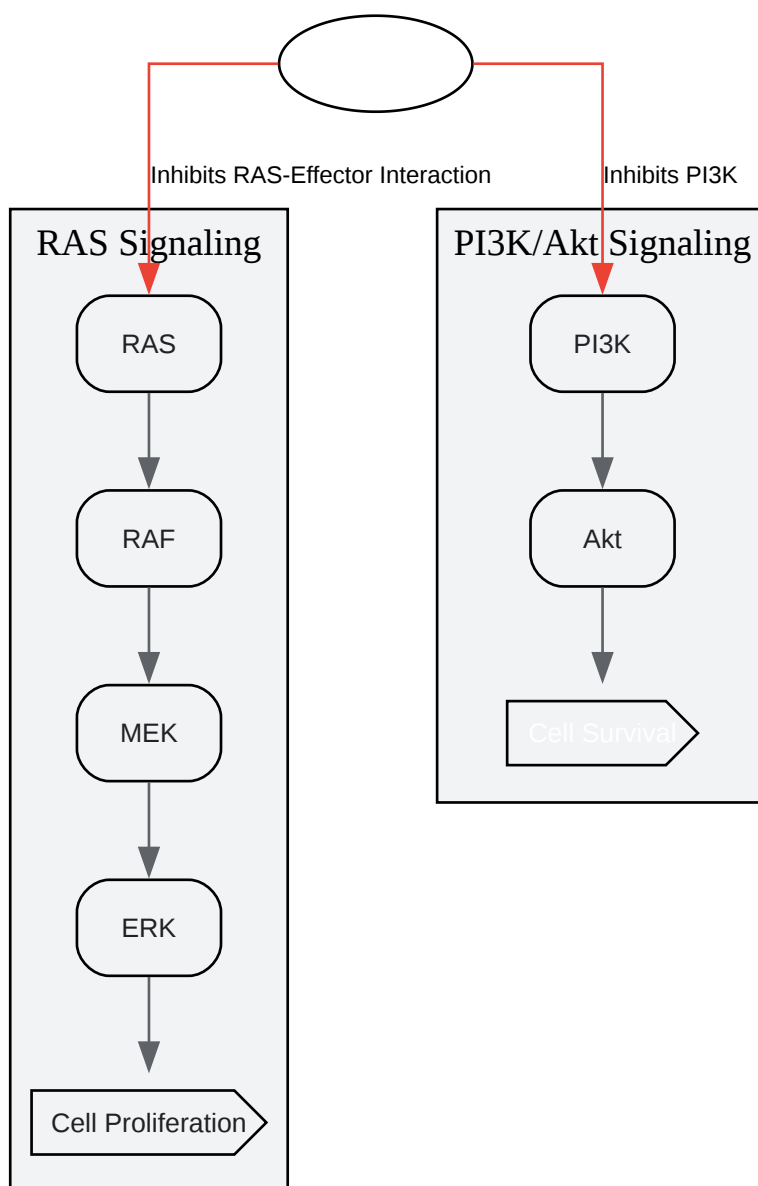 Inhibits RAS-Effector Interaction
Inhibits PI3K
RAS Signaling
PI3K/Akt Signaling
RAS
PI3K
RAF
Akt
MEK
Cell Survival
ERK
Cell Proliferation